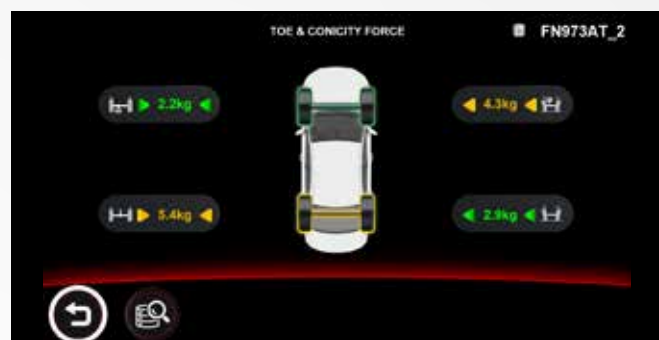 TOE & CONICITY FORCE
FN973AT_2
2.2kg
4.3kg
5.4kg
2.9kg